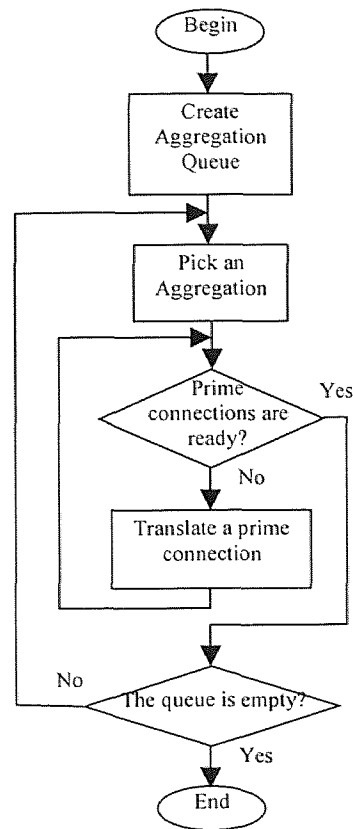 Begin
Create
Aggregation
Queue
Pick an
Aggregation
Prime
connections are
ready?
Yes
No
Translate a prime
connection
No
The queue is empty?
Yes
End